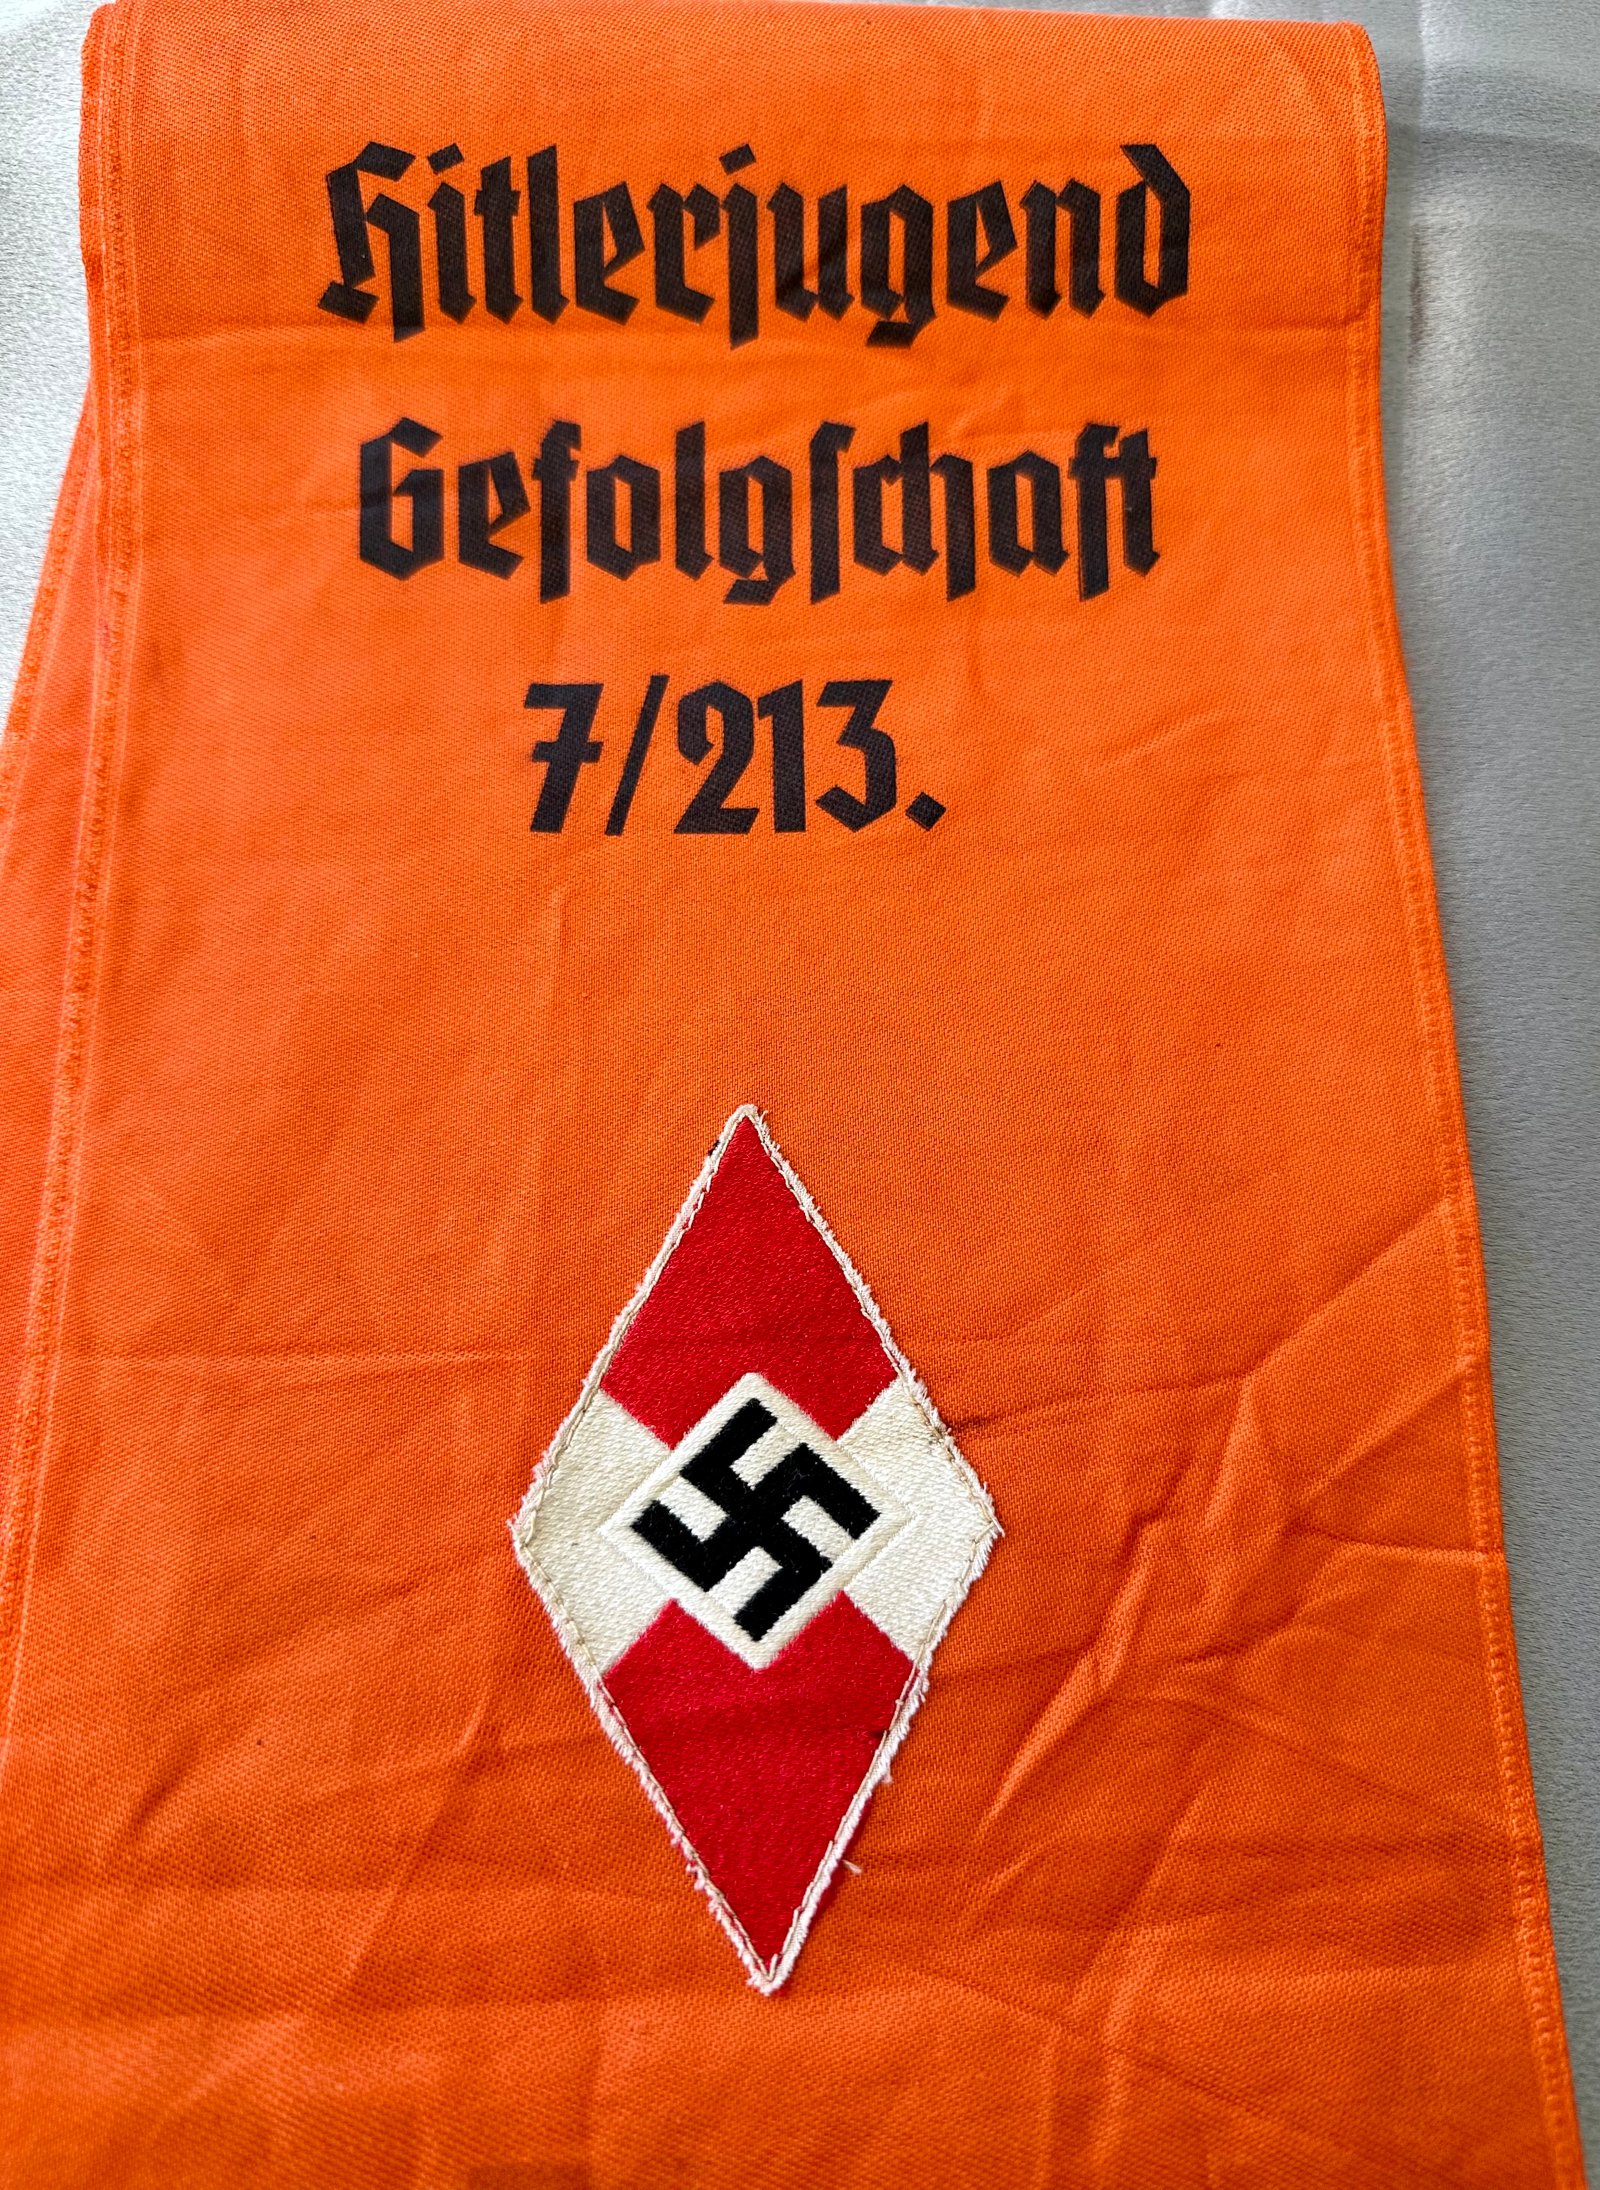 Hitlerjugend
Gefolgschaft
7/213.